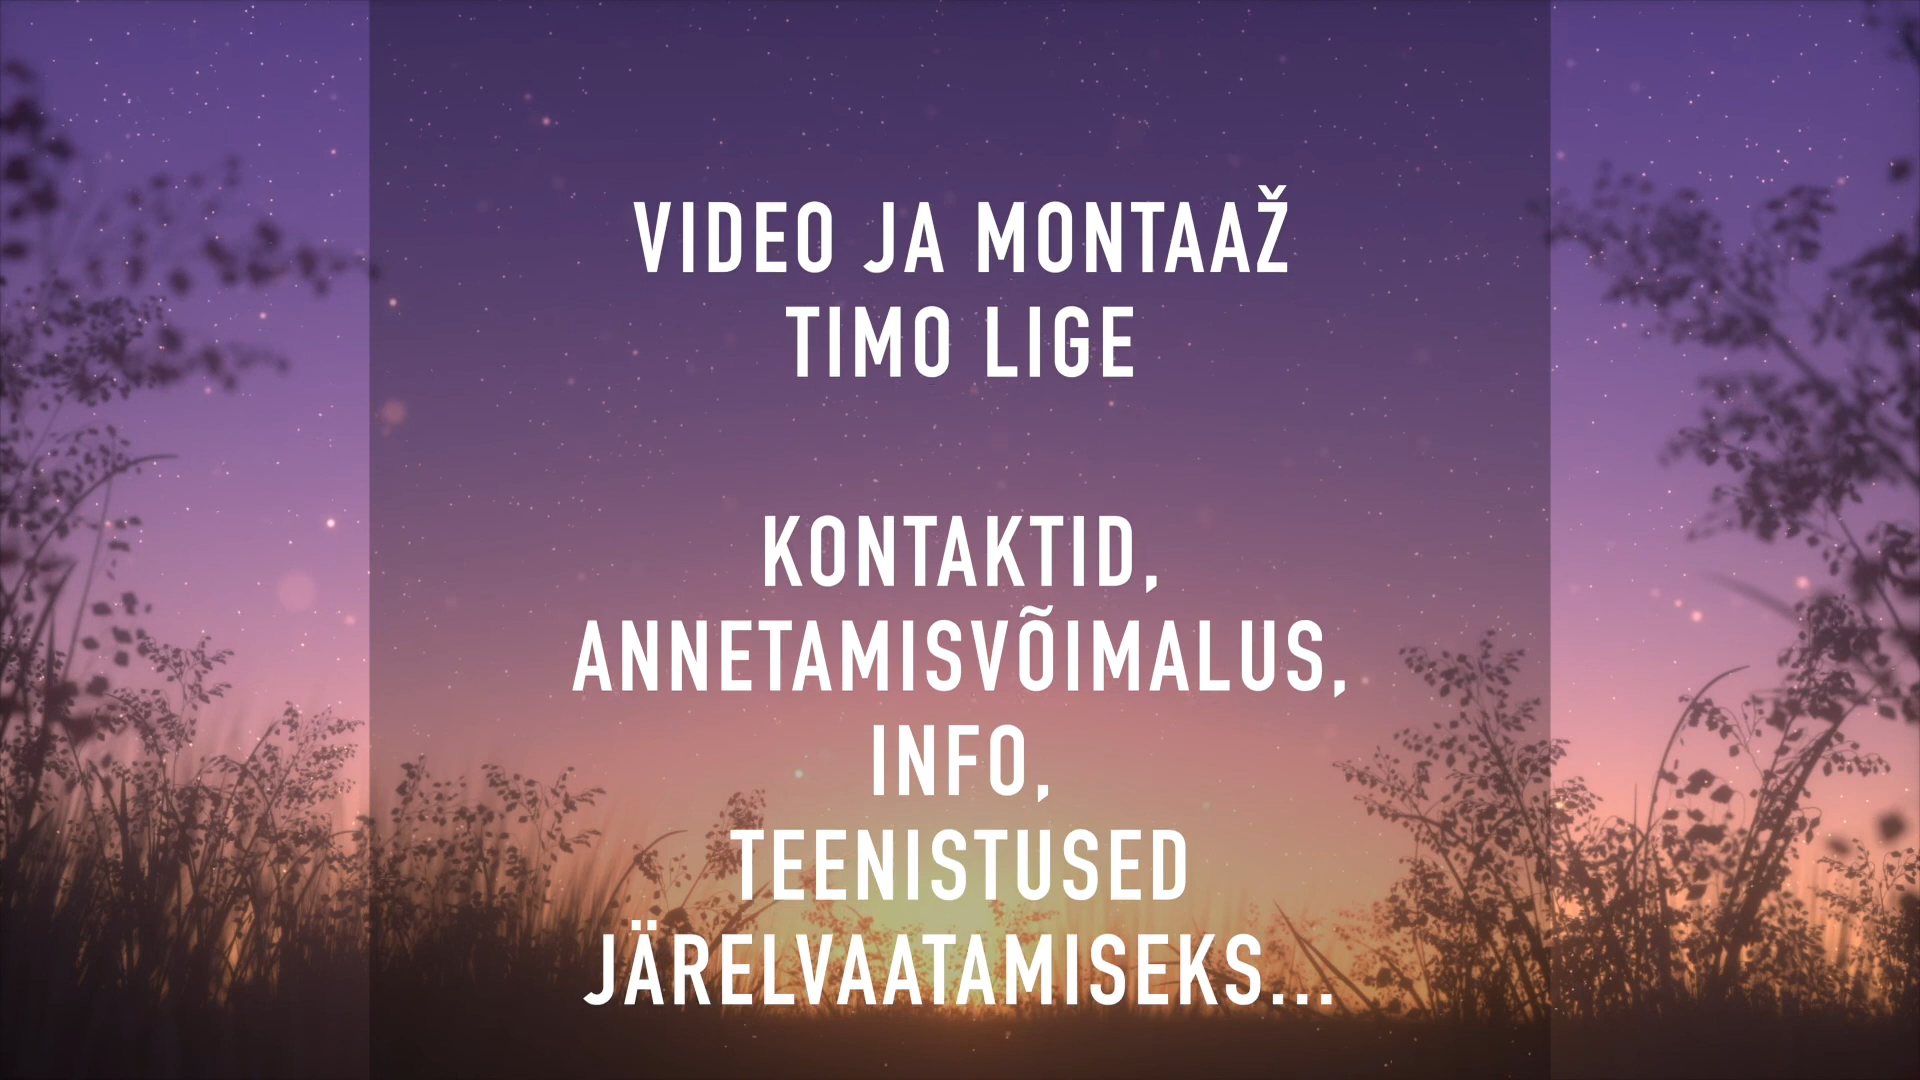 VIDEO JA MONTAAŽ
TIMO LIGE
KONTAKTID,
ANNETAMISVÕIMALUS,
INFO,
TEENISTUSED
JÄRELVAATAMISEKS...